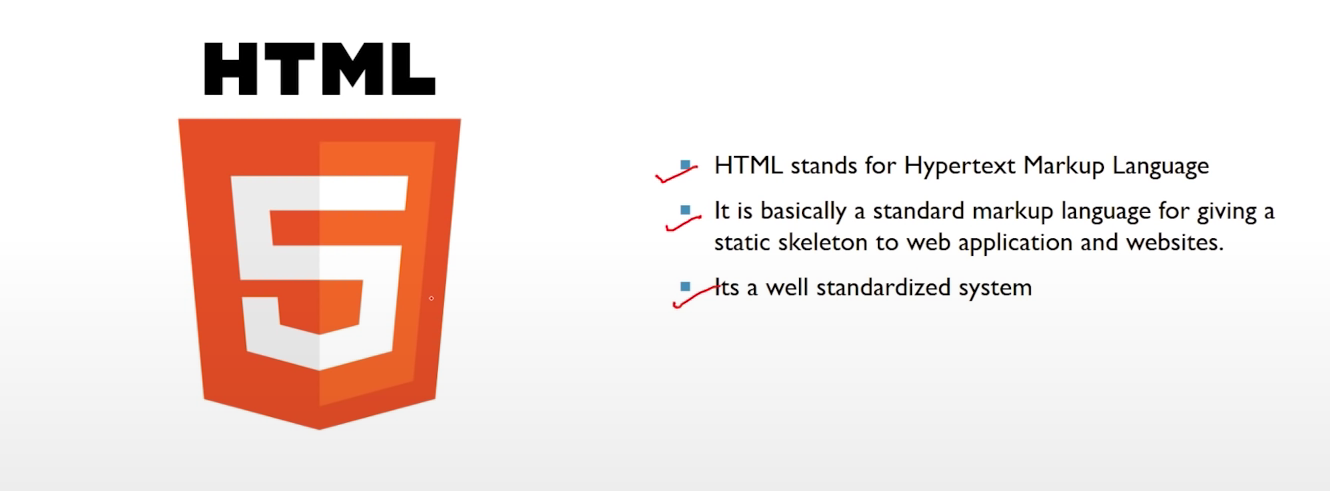 HTML
5
HTML stands for Hypertext Markup Language
It is basically a standard markup language for giving a
static skeleton to web application and websites.
Its a well standardized system